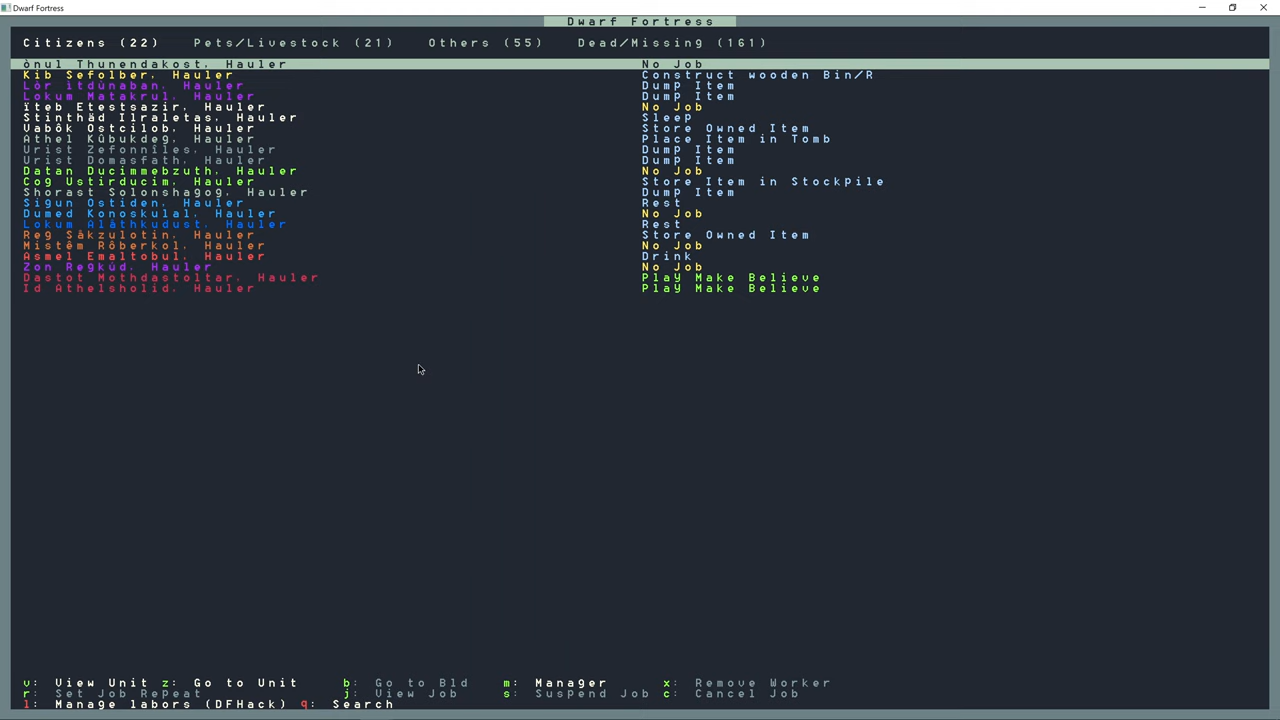 Dwarf Fortress
Dwarf Fortress
Citizens (22) Pets/Livestock (21) Others (55) Dead/Missing (161)
ònul Thunendakost, Hauler No Job
Kib Sefolber, Hauler Construct wooden Bin/R
Lòr ìtdûnaban, Hauler Dump Item
Lokum Matakrul, Hauler Dump Item
ïteb Etestsazir, Hauler No Job
Stinthäd Ilraletas, Hauler Sleep
Vabôk Ostcilob, Hauler Store Owned Item
Athel Kûbukdeg, Hauler Place Item in Tomb
Urist Zefonnîles, Hauler Dump Item
Urist Domasfath, Hauler Dump Item
Datan Ducimmebzuth, Hauler No Job
Cog Ustirducim, Hauler Store Item in Stockpile
Shorast Solonshagog, Hauler Dump Item
Sigun Ostiden, Hauler Rest
Dumed Konoskulal, Hauler No Job
Lokum Alàthkudust, Hauler Rest
Reg Såkzulotin, Hauler Store Owned Item
Mistêm Rôberkol, Hauler No Job
Asmel Emaltobul, Hauler Drink
Zon Regkûd, Hauler No Job
Dastot Mothdastoltar, Hauler Play Make Believe
Id Athelsholid, Hauler Play Make Believe
v: View Unit z: Go to Unit b: Go to Bld m: Manager x: Remove Worker
r: Set Job Repeat j: View Job s: Suspend Job c: Cancel Job
l: Manage labors (DFHack) q: Search